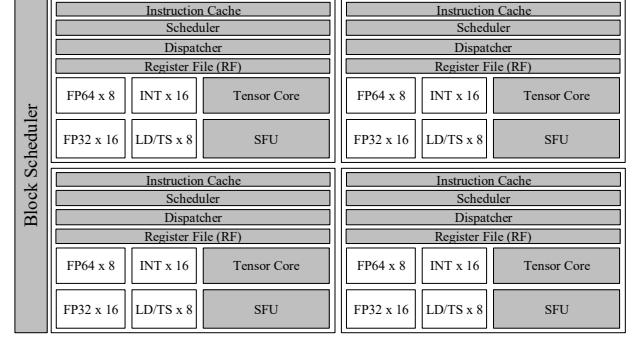 Block Scheduler
Instruction Cache
Scheduler
Dispatcher
Register File (RF)
FP64 x 8 INT x 16 Tensor Core
FP32 x 16 LD/TS x 8 SFU
Instruction Cache
Scheduler
Dispatcher
Register File (RF)
FP64 x 8 INT x 16 Tensor Core
FP32 x 16 LD/TS x 8 SFU
Instruction Cache
Scheduler
Dispatcher
Register File (RF)
FP64 x 8 INT x 16 Tensor Core
FP32 x 16 LD/TS x 8 SFU
Instruction Cache
Scheduler
Dispatcher
Register File (RF)
FP64 x 8 INT x 16 Tensor Core
FP32 x 16 LD/TS x 8 SFU